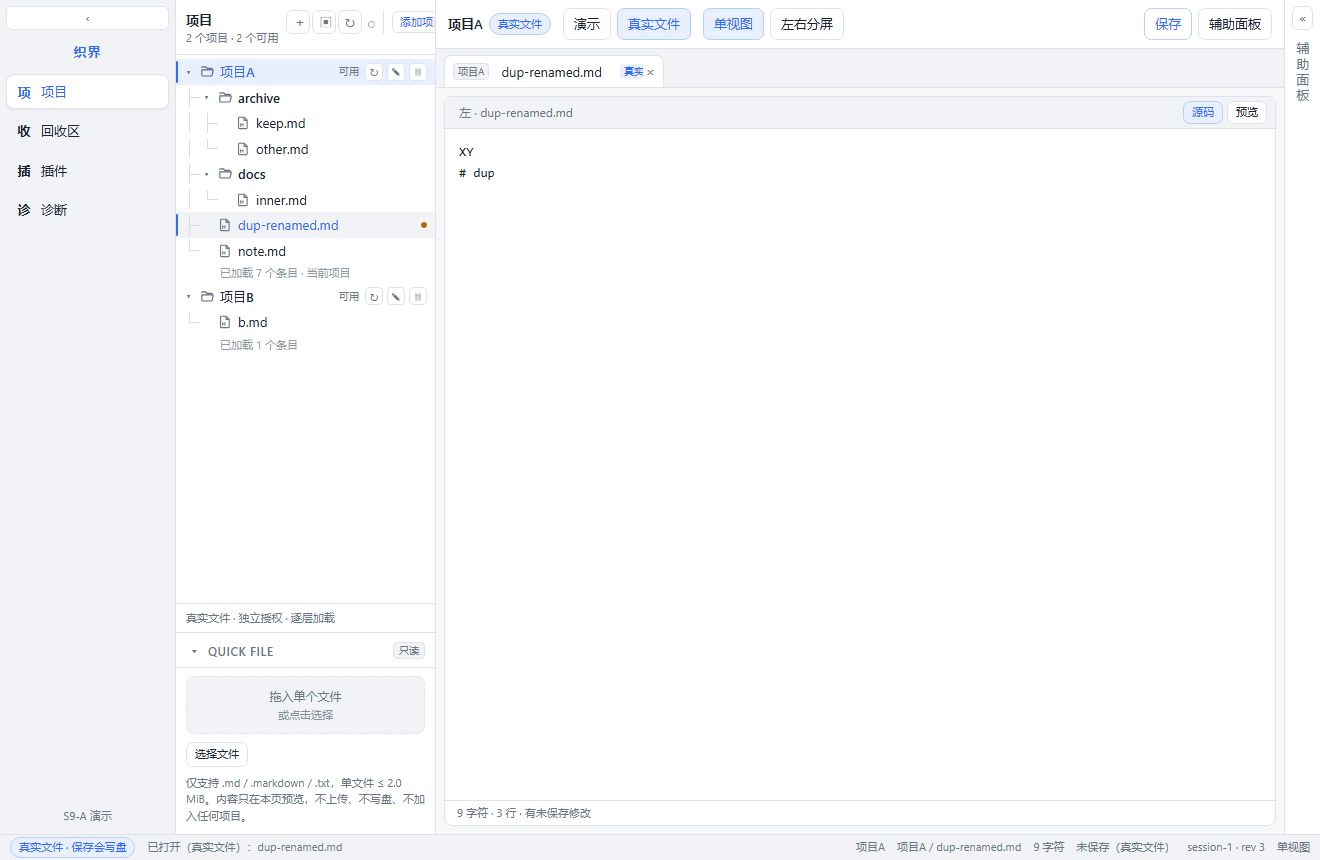 ‹
织界
项 项目
收 回收区
插 插件
诊 诊断
S9-A 演示
项目
2 个项目 · 2 个可用
+ ▣ ↻ ○ 添加项
项目A 可用 ↻
archive
keep.md
other.md
docs
inner.md
dup-renamed.md
note.md
已加载 7 个条目 · 当前项目
项目B 可用 ↻
b.md
已加载 1 个条目
真实文件 · 独立授权 · 逐层加载
QUICK FILE 只读
拖入单个文件
或点击选择
选择文件
仅支持 .md / .markdown / .txt，单文件 ≤ 2.0
MiB。内容只在本页预览，不上传、不写盘、不加
入任何项目。
项目A 真实文件 演示 真实文件 单视图 左右分屏 保存 辅助面板
项目A dup-renamed.md 真实 ×
左 · dup-renamed.md 源码 预览
XY
# dup
9 字符 · 3 行 · 有未保存修改
«
辅助面板
真实文件 · 保存会写盘 已打开（真实文件）：dup-renamed.md 项目A 项目A / dup-renamed.md 9 字符 未保存（真实文件） session-1 · rev 3 单视图